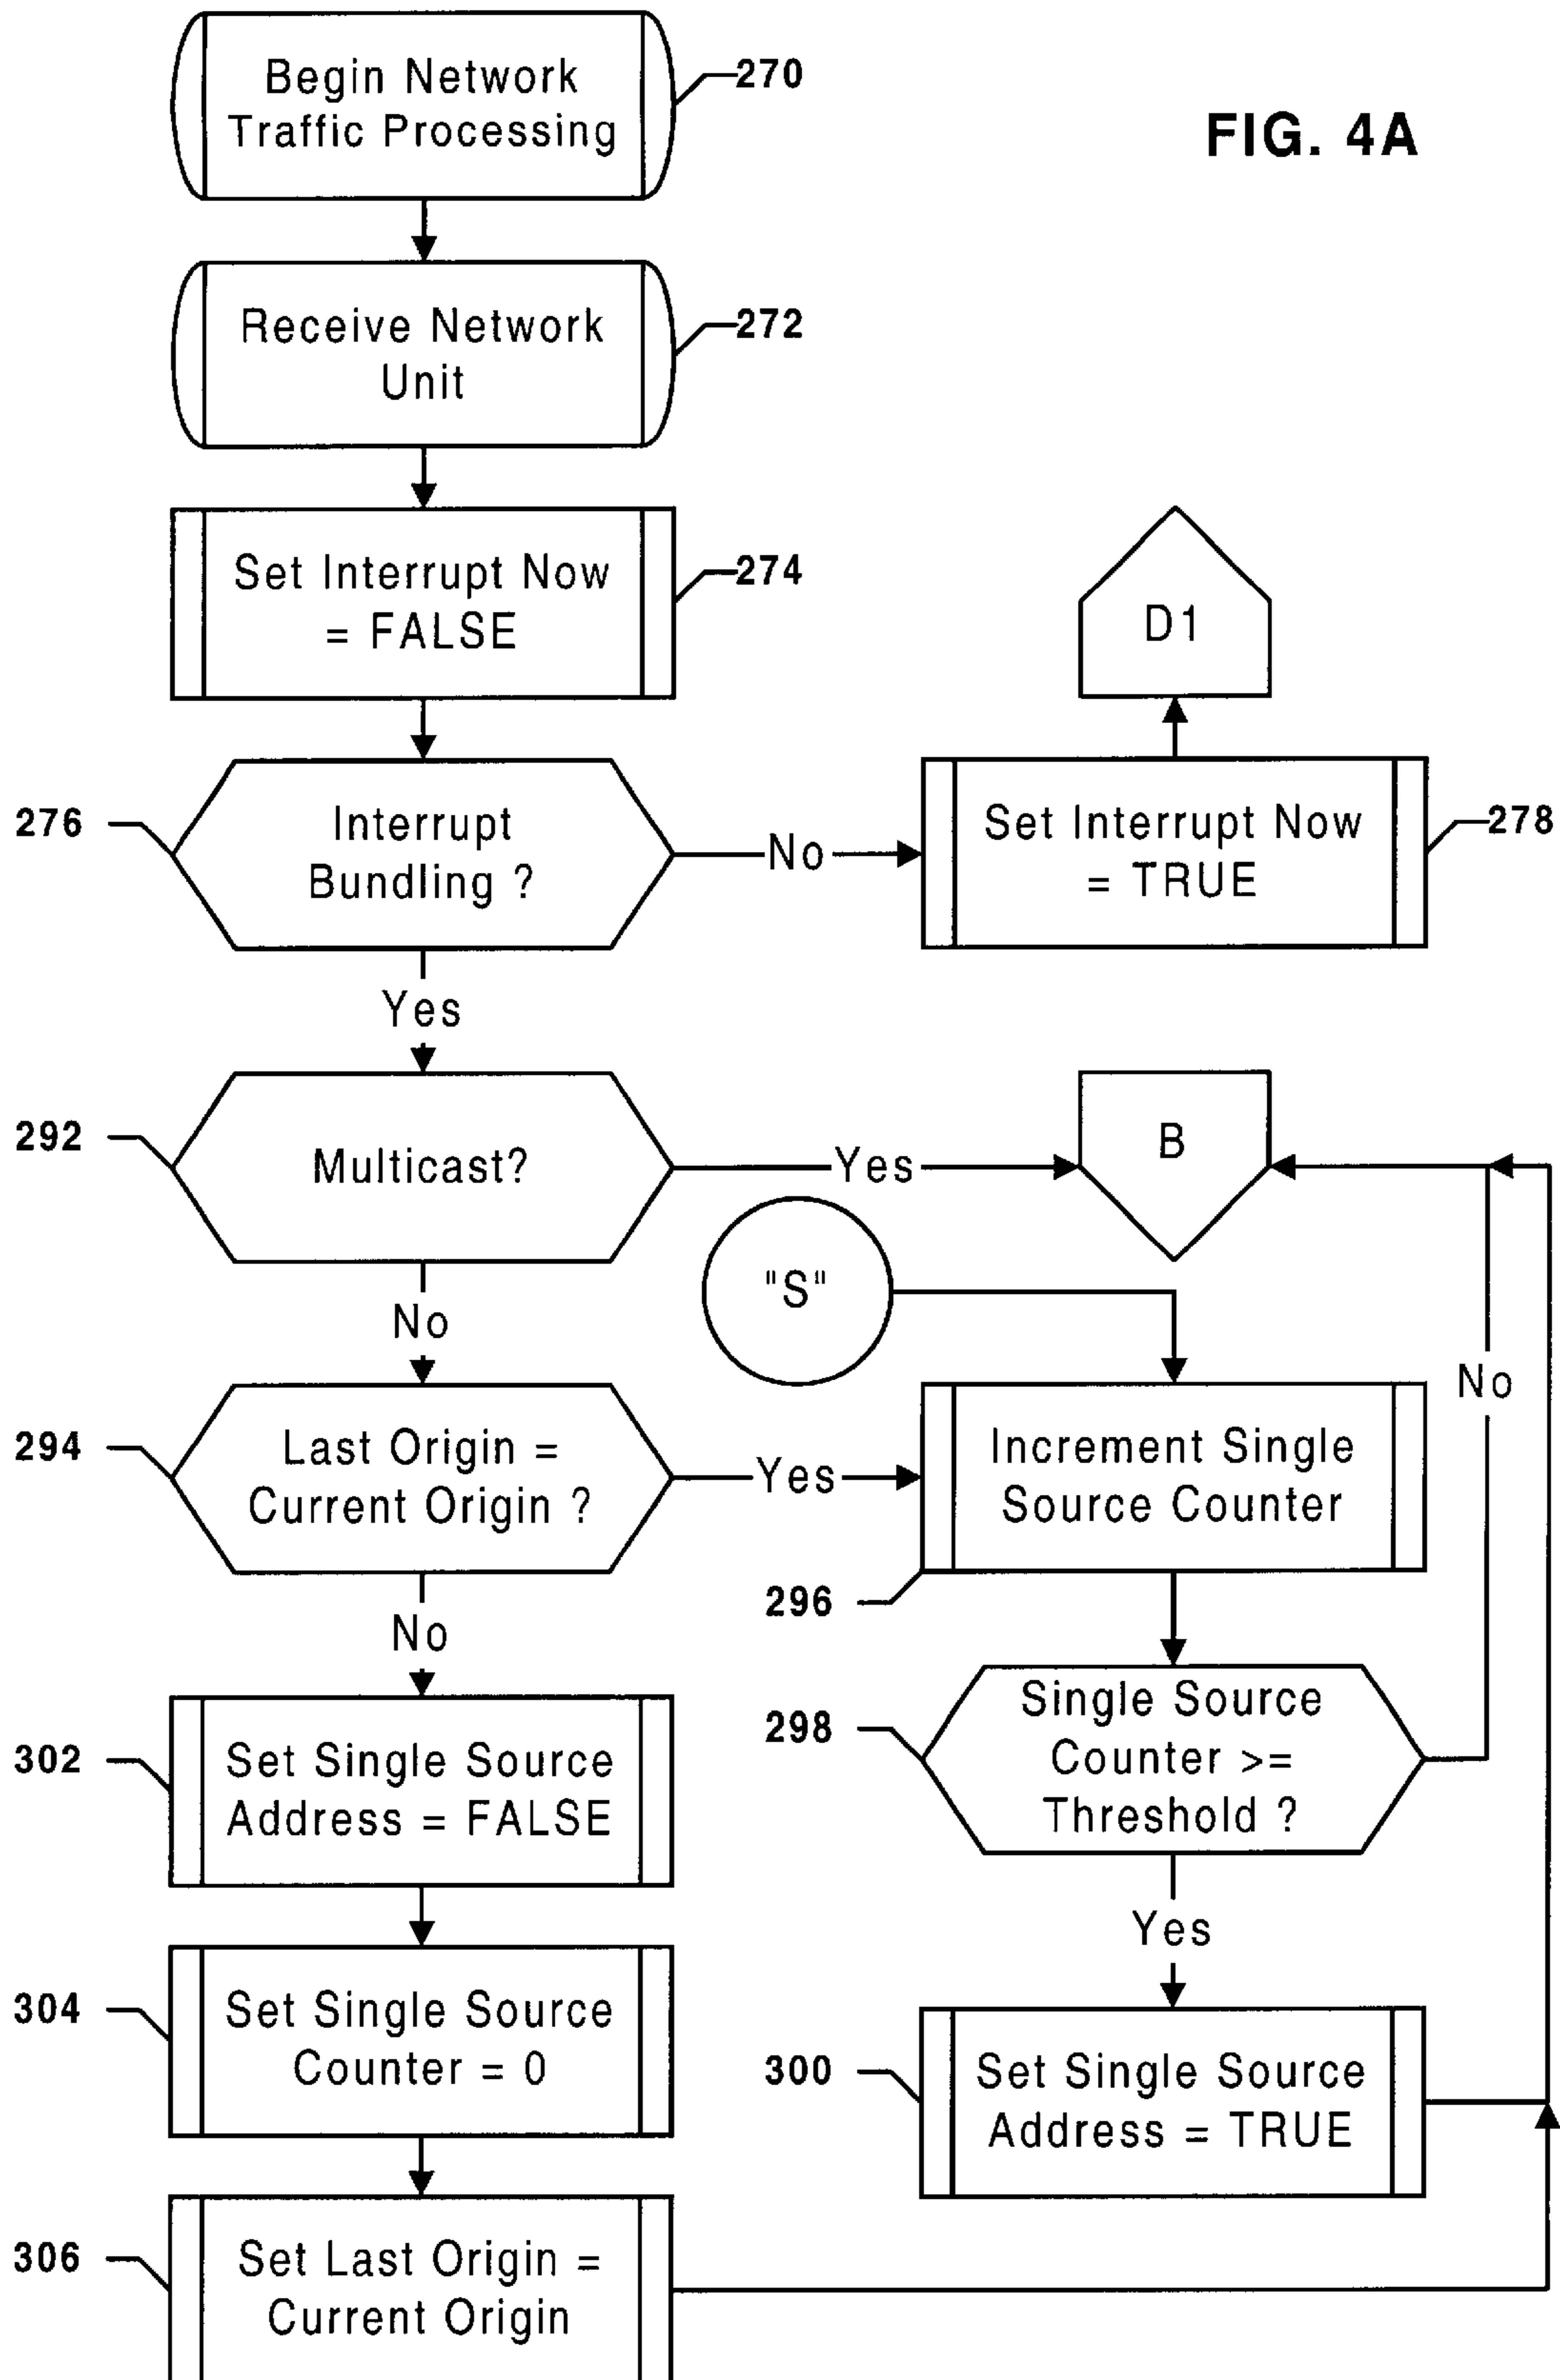 Begin Network
Traffic Processing
270
FIG. 4A
Receive Network
Unit
272
Set Interrupt Now
= FALSE
274
D1
276
Interrupt
Bundling ?
No
Set Interrupt Now
= TRUE
278
Yes
292
Multicast?
Yes
B
"S"
No
No
294
Last Origin =
Current Origin ?
Yes
Increment Single
Source Counter
296
No
298
Single Source
Counter >=
Threshold ?
302
Set Single Source
Address = FALSE
Yes
304
Set Single Source
Counter = 0
300
Set Single Source
Address = TRUE
306
Set Last Origin =
Current Origin